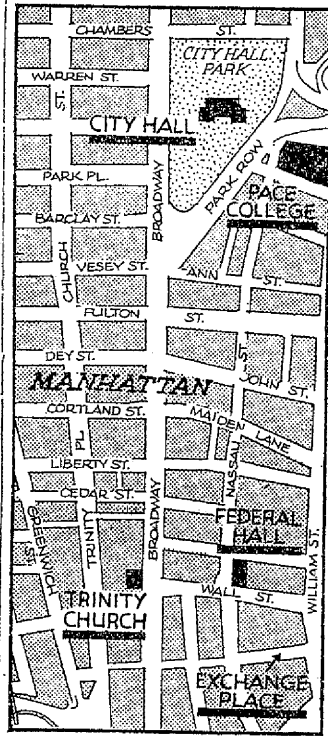 CHAMBERS ST.
CITY HALL
PARK
WARREN ST.
ST.
CITY HALL
PARK PL.
PARK ROW
PACE
COLLEGE
BROADWAY
BARCLAY ST.
CHURCH
VESEY ST.
ANN ST.
FULTON ST.
DEY ST.
ST.
MANHATTAN
JOHN ST.
CORTLAND ST.
MAIDEN LANE
PL.
LIBERTY ST.
NASSAU
CEDAR ST.
GREENWICH
ST.
TRINITY
BROADWAY
FEDERAL
HALL
WILLIAM ST.
WALL ST.
TRINITY
CHURCH
EXCHANGE
PLACE